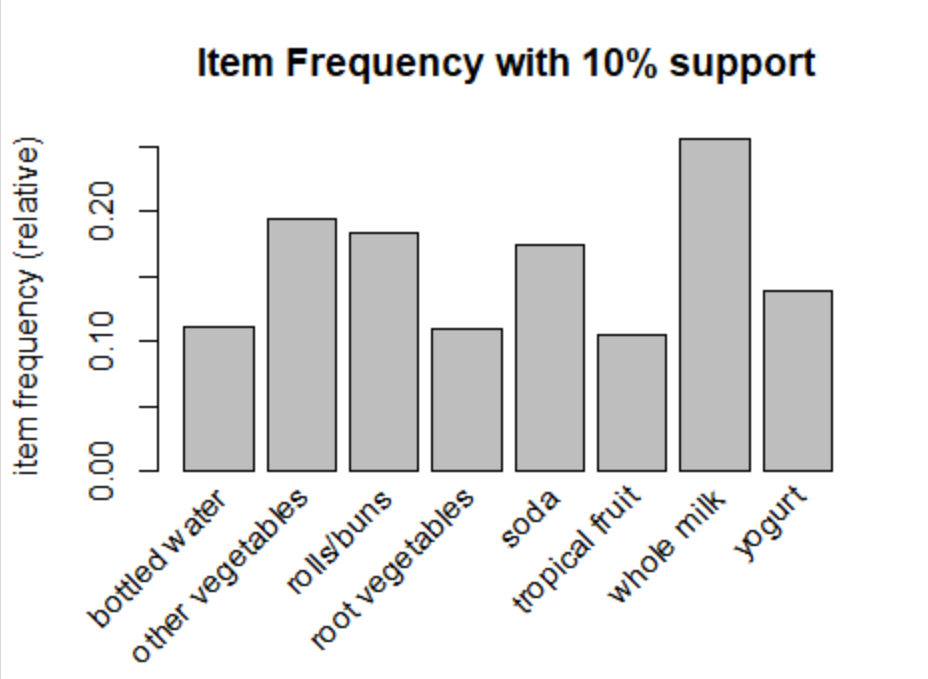 Item Frequency with 10% support
item frequency (relative)
0.20
0.10
0.00
bottled water
other vegetables
rolls/buns
root vegetables
soda
tropical fruit
whole milk
yogurt